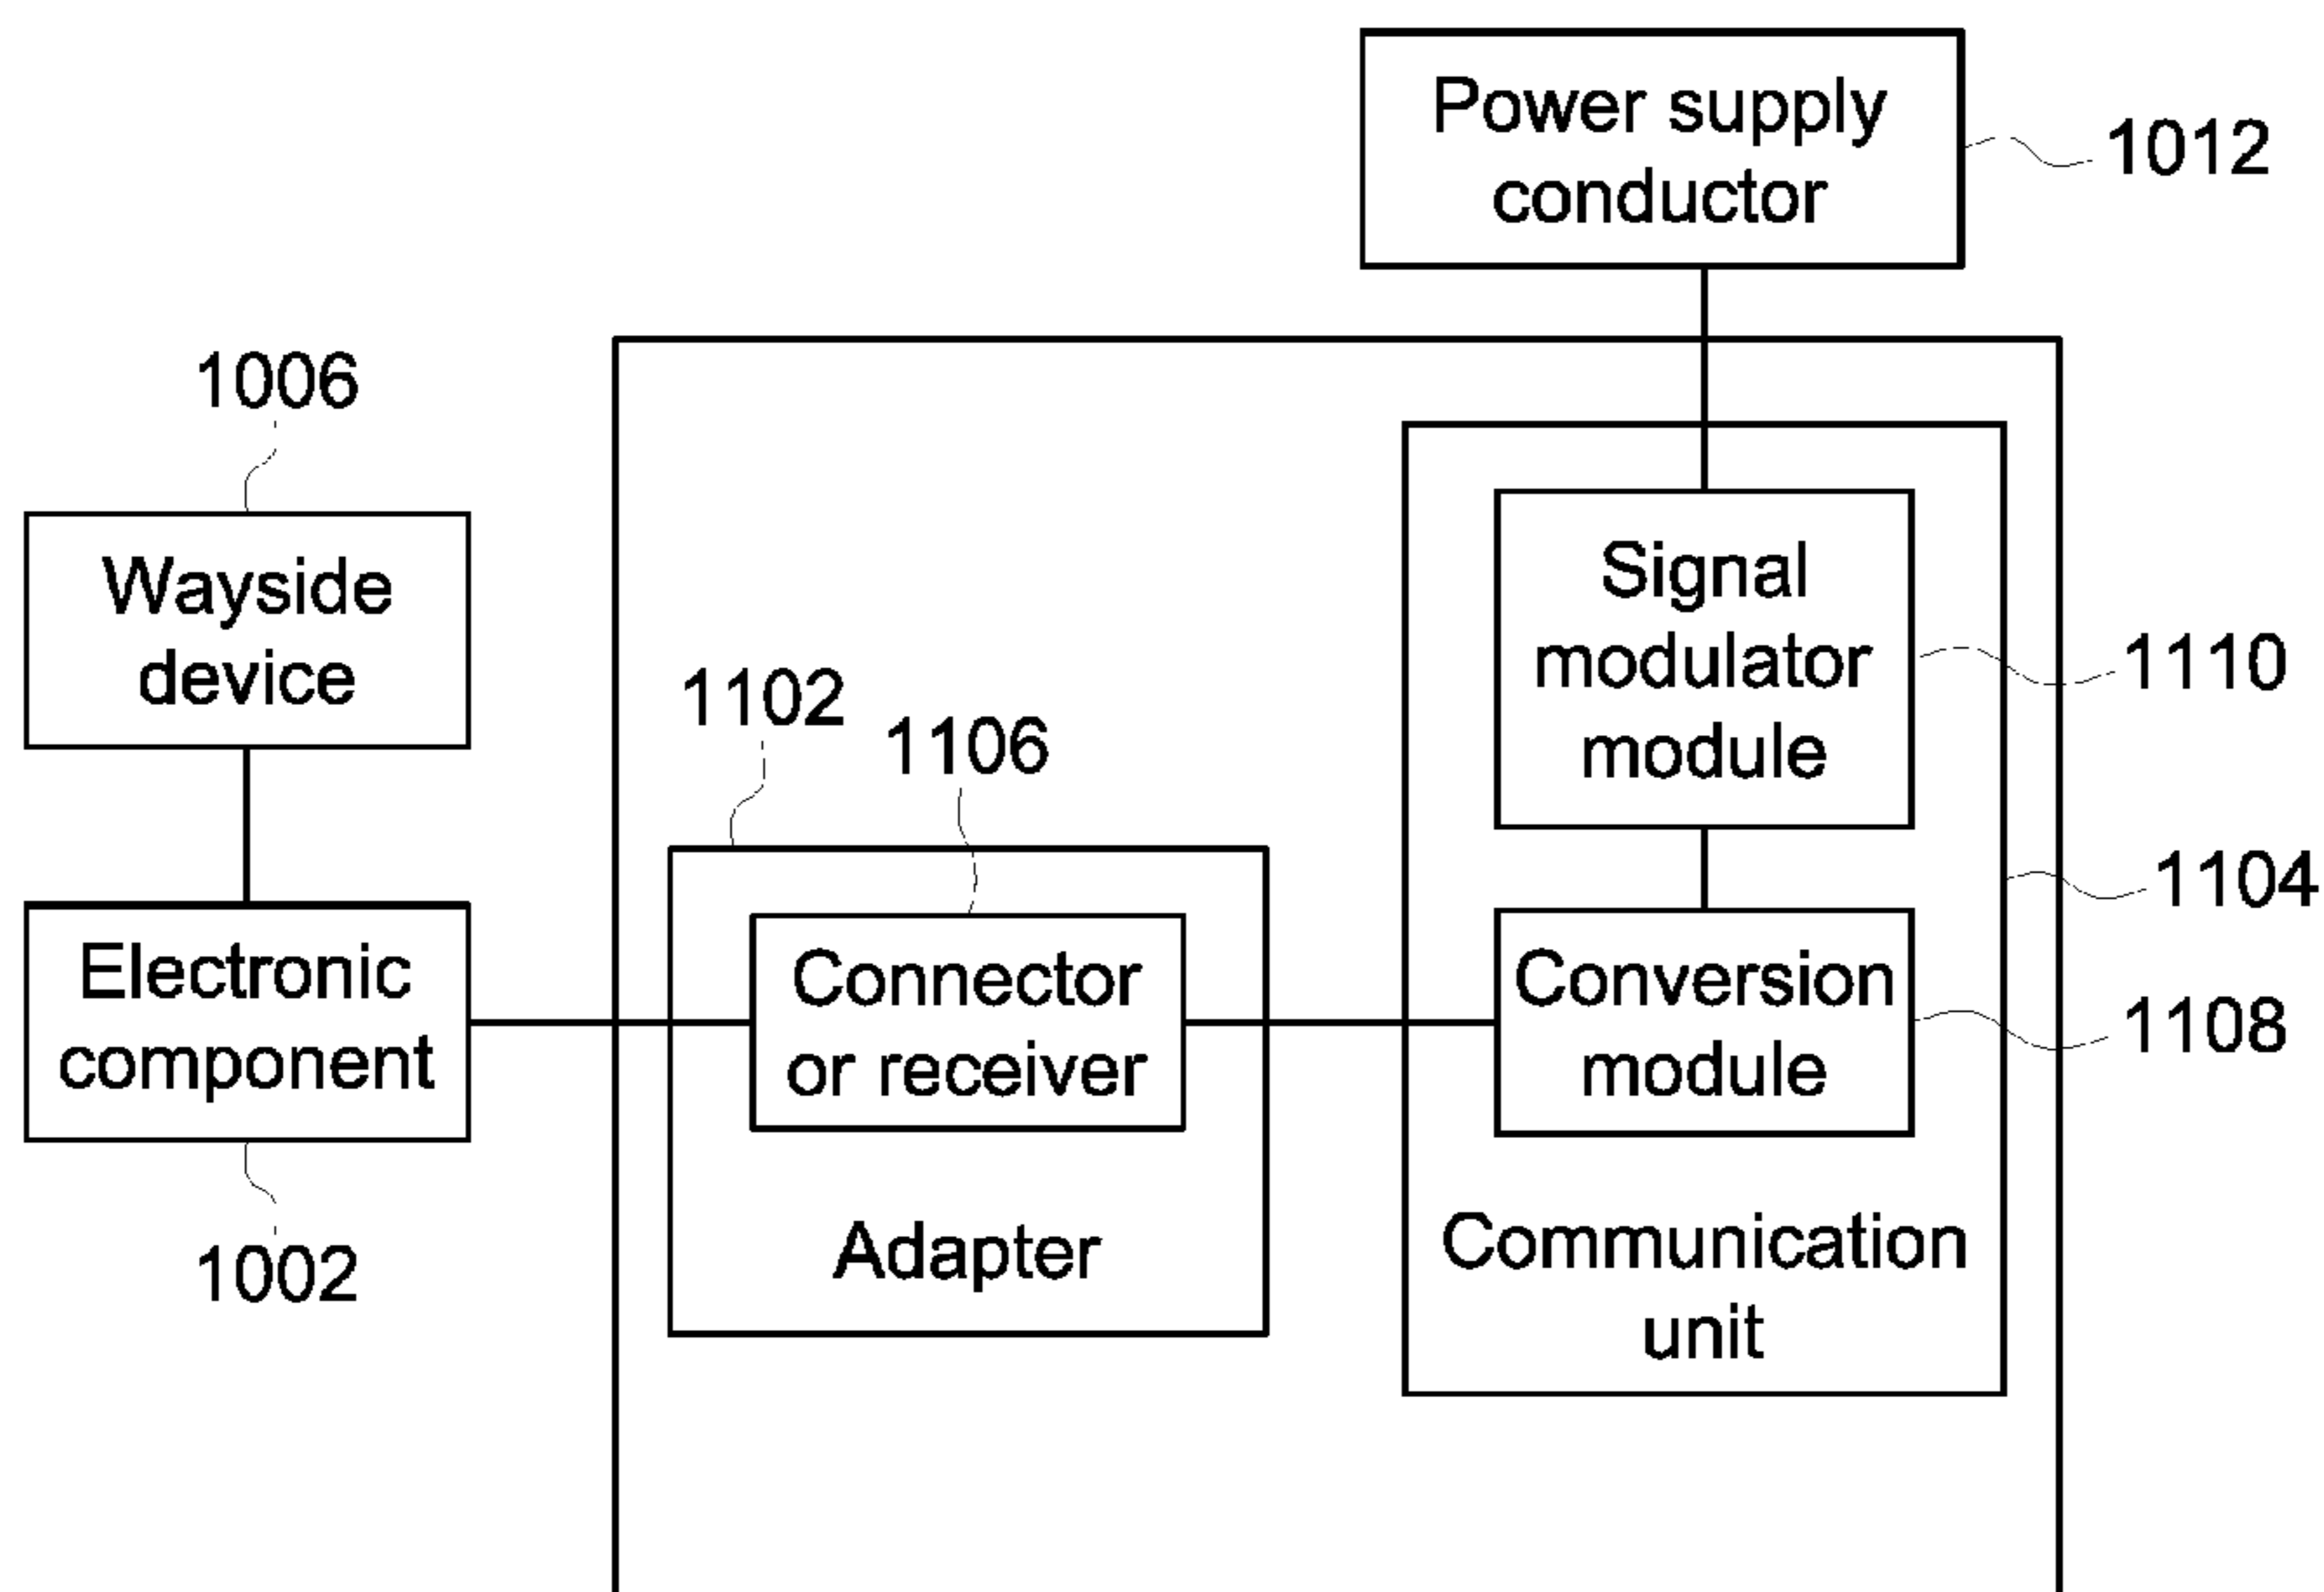 Power supply
conductor
1012
1006
Wayside
device
Signal
modulator
module
1110
1102
1106
1104
Electronic
component
Connector
or receiver
Conversion
module
1108
1002
Adapter
Communication
unit